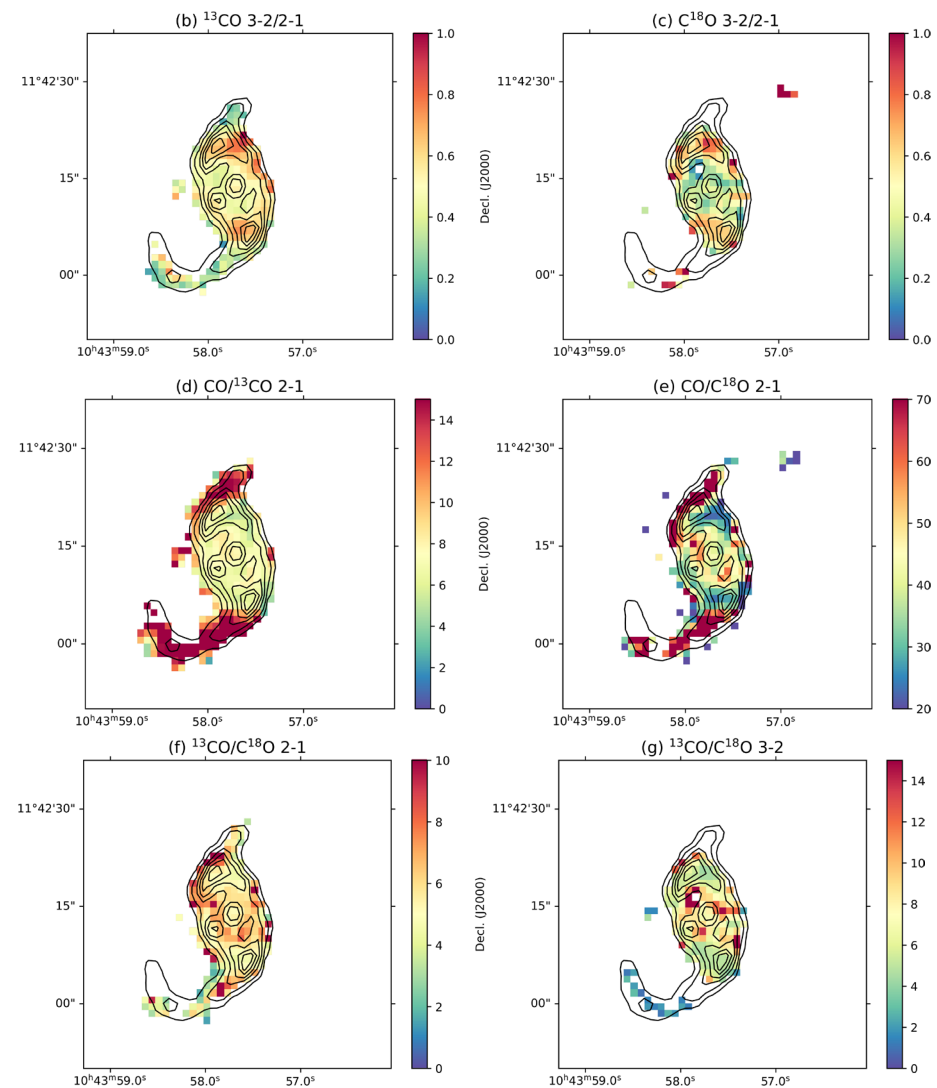 (b) ¹³CO 3-2/2-1
11°42'30"
15"
00"
10ʰ43ᵐ59.0ˢ
58.0ˢ
57.0ˢ
1.0
0.8
0.6
0.4
0.2
0.0
(c) C¹⁸O 3-2/2-1
Decl. (J2000)
11°42'30"
15"
00"
10ʰ43ᵐ59.0ˢ
58.0ˢ
57.0ˢ
1.0
0.8
0.6
0.4
0.2
0.0
(d) CO/¹³CO 2-1
11°42'30"
15"
00"
10ʰ43ᵐ59.0ˢ
58.0ˢ
57.0ˢ
14
12
10
8
6
4
2
0
(e) CO/C¹⁸O 2-1
Decl. (J2000)
11°42'30"
15"
00"
10ʰ43ᵐ59.0ˢ
58.0ˢ
57.0ˢ
70
60
50
40
30
20
(f) ¹³CO/C¹⁸O 2-1
11°42'30"
15"
00"
10ʰ43ᵐ59.0ˢ
58.0ˢ
57.0ˢ
10
8
6
4
2
0
(g) ¹³CO/C¹⁸O 3-2
Decl. (J2000)
11°42'30"
15"
00"
10ʰ43ᵐ59.0ˢ
58.0ˢ
57.0ˢ
14
12
10
8
6
4
2
0